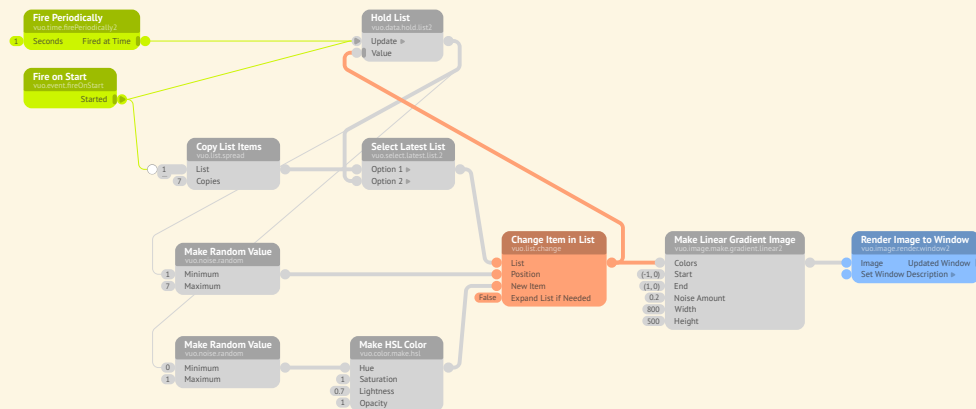 Fire Periodically
vuo.time.firePeriodically2
1 Seconds Fired at Time
Hold List
vuo.data.hold.list2
Update
Value
Fire on Start
vuo.event.fireOnStart
Started
Copy List Items
vuo.list.spread
1 List
7 Copies
Select Latest List
vuo.select.latest.list.2
Option 1
Option 2
Make Random Value
vuo.noise.random
1 Minimum
7 Maximum
Change Item in List
vuo.list.change
List
Position
New Item
False Expand List if Needed
Make Linear Gradient Image
vuo.image.make.gradient.linear2
Colors
(-1, 0) Start
(1, 0) End
0.2 Noise Amount
800 Width
500 Height
Render Image to Window
vuo.image.render.window2
Image Updated Window
Set Window Description
Make Random Value
vuo.noise.random
0 Minimum
1 Maximum
Make HSL Color
vuo.color.make.hsl
Hue
1 Saturation
0.7 Lightness
1 Opacity